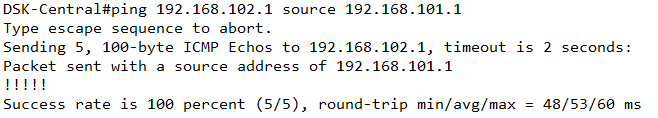 DSK-Central#ping 192.168.102.1 source 192.168.101.1
Type escape sequence to abort.
Sending 5, 100-byte ICMP Echos to 192.168.102.1, timeout is 2 seconds:
Packet sent with a source address of 192.168.101.1
!!!!!
Success rate is 100 percent (5/5), round-trip min/avg/max = 48/53/60 ms